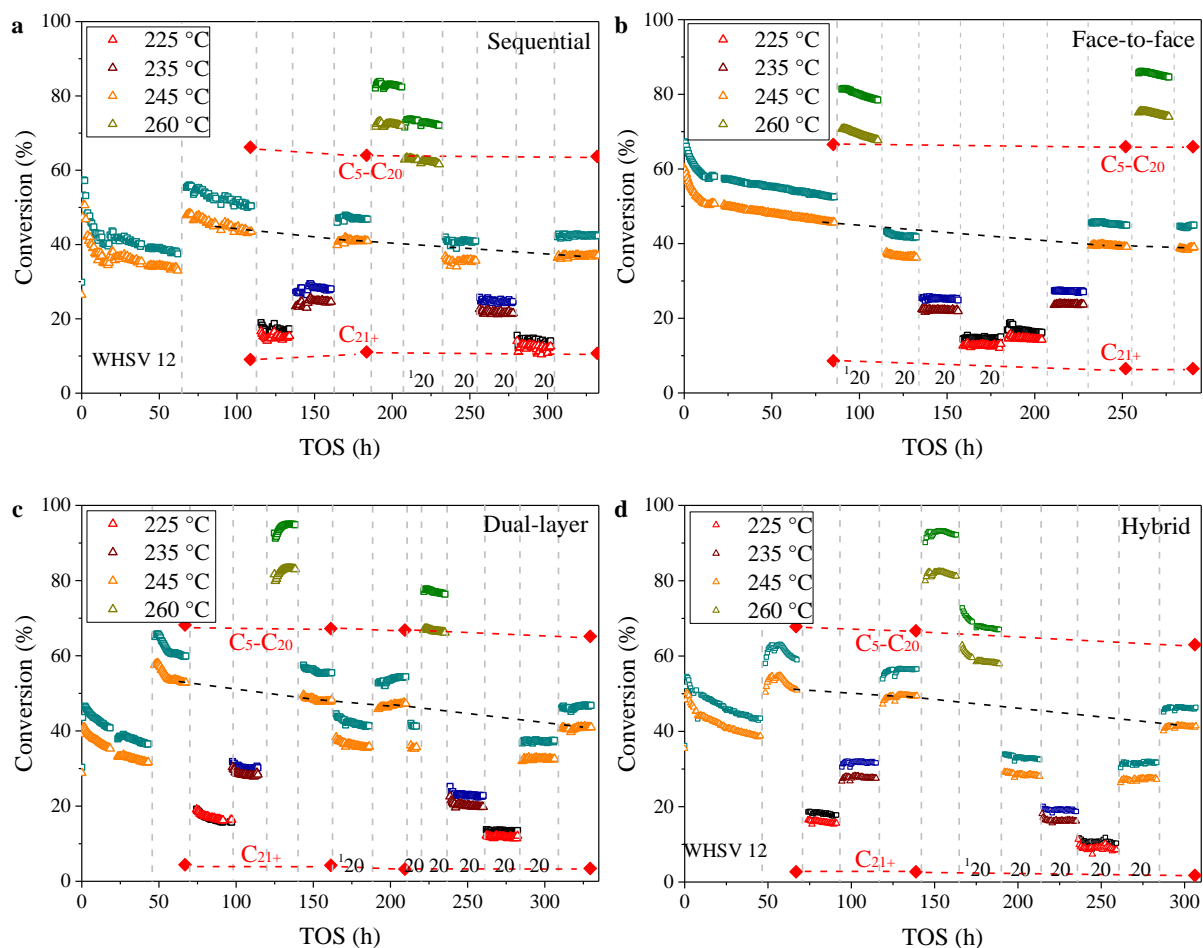 a
Sequential
225 °C
235 °C
245 °C
260 °C
C5-C20
C21+
WHSV 12
¹20 20 20 20
Conversion (%)
100
80
60
40
20
0
0 50 100 150 200 250 300
TOS (h)
b
Face-to-face
225 °C
235 °C
245 °C
260 °C
C5-C20
C21+
¹20 20 20 20
Conversion (%)
100
80
60
40
20
0
0 50 100 150 200 250
TOS (h)
c
Dual-layer
225 °C
235 °C
245 °C
260 °C
C5-C20
C21+
¹20 20 20 20 20 20
Conversion (%)
100
80
60
40
20
0
0 50 100 150 200 250 300
TOS (h)
d
Hybrid
225 °C
235 °C
245 °C
260 °C
C5-C20
C21+
WHSV 12
¹20 20 20 20 20
Conversion (%)
100
80
60
40
20
0
0 50 100 150 200 250 300
TOS (h)